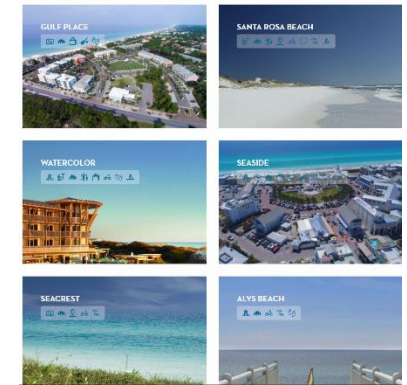 GULF PLACE
SANTA ROSA BEACH
WATERCOLOR
SEASIDE
SEACREST
ALYS BEACH